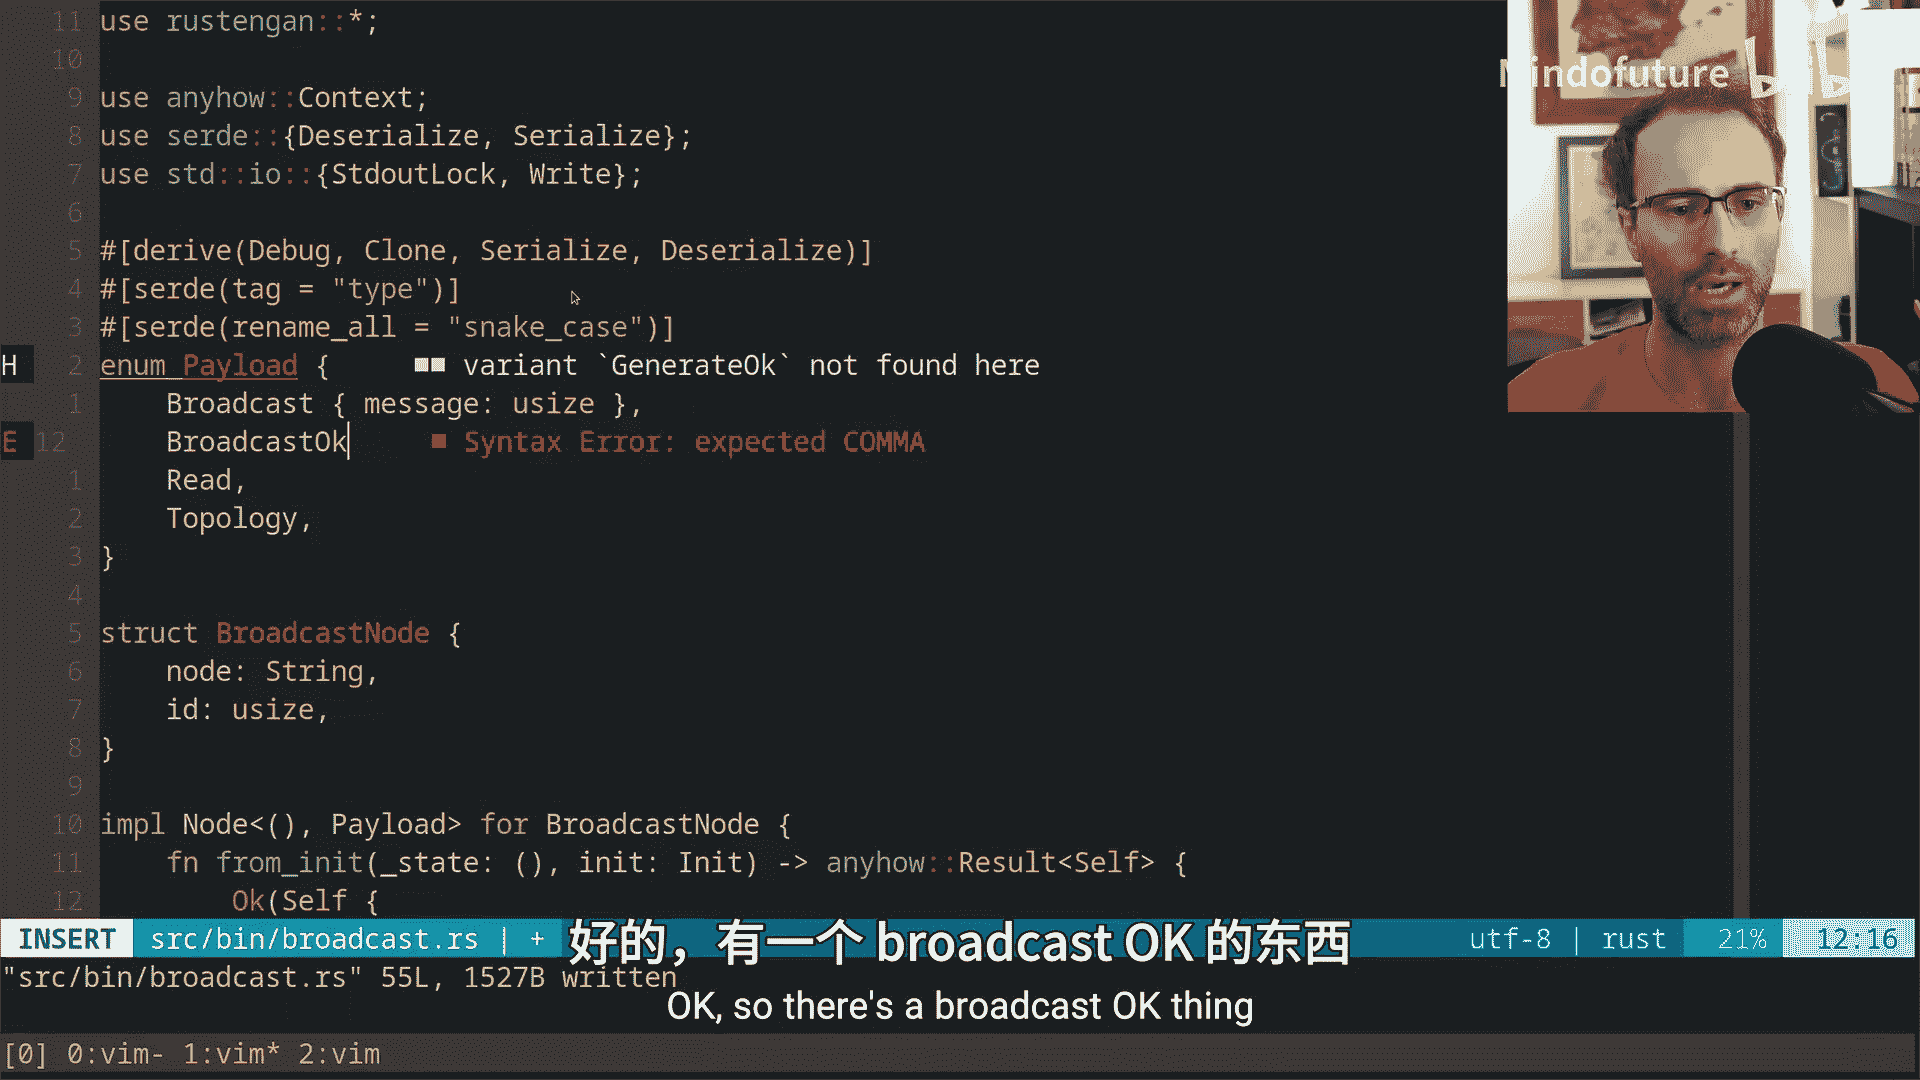 11 use rustengan::*;
10
9 use anyhow::Context;
8 use serde::{Deserialize, Serialize};
7 use std::io::{StdoutLock, Write};
6
5 #[derive(Debug, Clone, Serialize, Deserialize)]
4 #[serde(tag = "type")]
3 #[serde(rename_all = "snake_case")]
H 2 enum Payload { ■■ variant `GenerateOk` not found here
1 Broadcast { message: usize },
E 12 BroadcastOk ■ Syntax Error: expected COMMA
1 Read,
2 Topology,
3 }
4
5 struct BroadcastNode {
6 node: String,
7 id: usize,
8 }
9
10 impl Node<(), Payload> for BroadcastNode {
11 fn from_init(_state: (), init: Init) -> anyhow::Result<Self> {
12 Ok(Self {
INSERT src/bin/broadcast.rs | + utf-8 | rust 21% 12:16
好的，有一个 broadcast OK 的东西
"src/bin/broadcast.rs" 55L, 1527B written
OK, so there's a broadcast OK thing
[0] 0:vim- 1:vim* 2:vim
Mindofuture